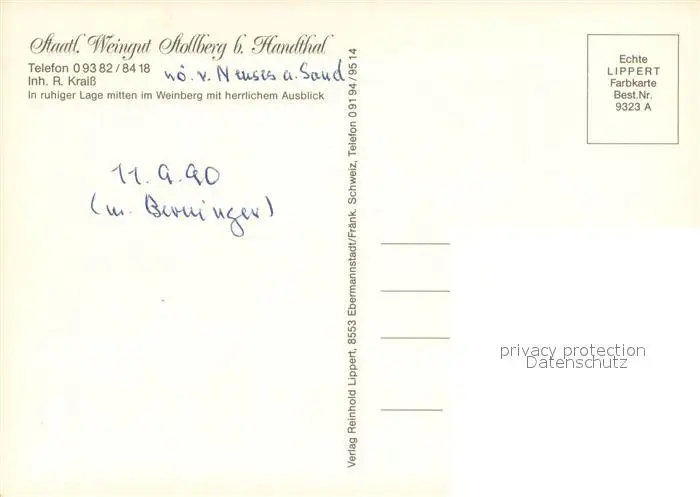 Staatl. Weingut Stollberg b. Handthal
Telefon 0 93 82 / 84 18
Inh. R. Kraiß
nö. v. Neuses a. Sand
In ruhiger Lage mitten im Weinberg mit herrlichem Ausblick
11.9.90
(m. Berninger)
Verlag Reinhold Lippert, 8553 Ebermannstadt/Fränk. Schweiz, Telefon 0 91 94 / 95 14
Echte
LIPPERT
Farbkarte
Best.Nr.
9323 A
privacy protection
Datenschutz